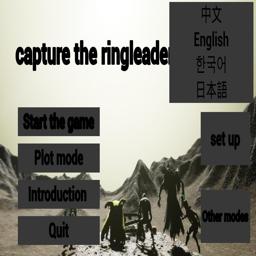 中文
English
한국어
日本語
capture the ringleader
Start the game
Plot mode
Introduction
Quit
set up
Other modes